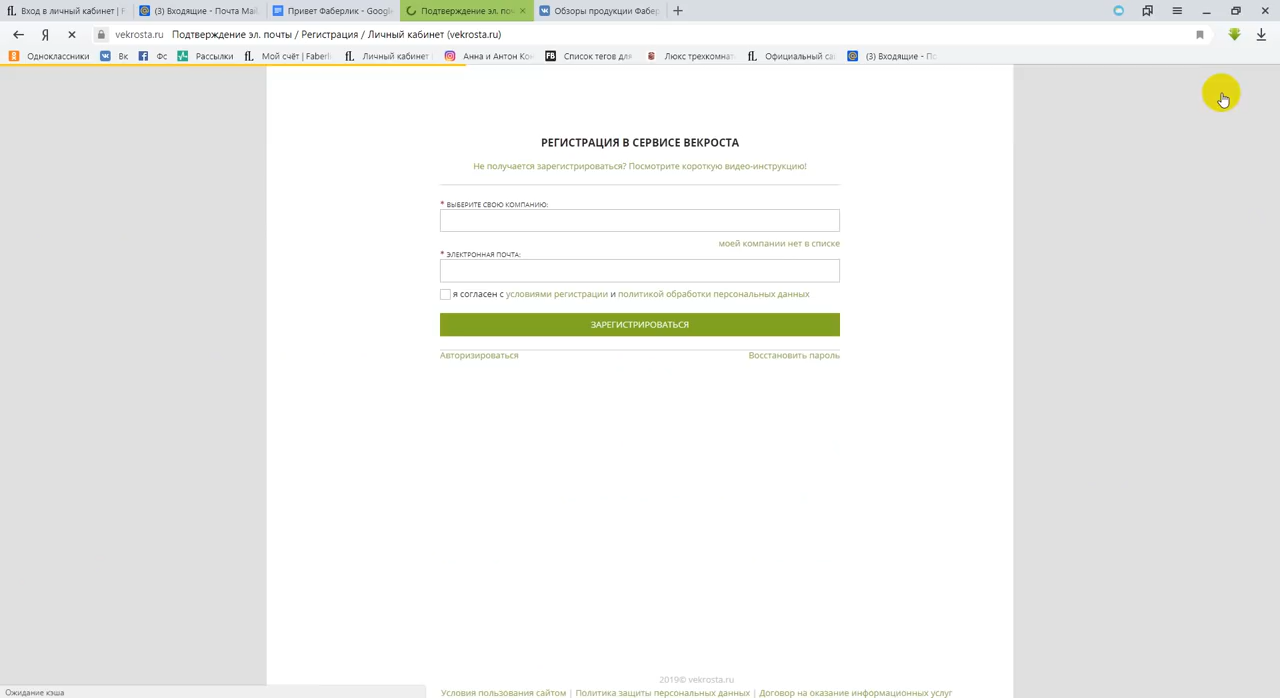 Вход в личный кабинет | F
(3) Входящие - Почта Mail.
Привет Фаберлик - Google
Подтверждение эл. поч
Обзоры продукции Фабер
vekrosta.ru Подтверждение эл. почты / Регистрация / Личный кабинет (vekrosta.ru)
Одноклассники Вк Фс Рассылки Мой счёт | Faberli Личный кабинет Анна и Антон Кон Список тегов для Люкс трехкомнат Официальный са (3) Входящие - По
РЕГИСТРАЦИЯ В СЕРВИСЕ ВЕКРОСТА
Не получается зарегистрироваться? Посмотрите короткую видео-инструкцию!
* ВЫБЕРИТЕ СВОЮ КОМПАНИЮ:
моей компании нет в списке
* ЭЛЕКТРОННАЯ ПОЧТА:
я согласен с условиями регистрации и политикой обработки персональных данных
ЗАРЕГИСТРИРОВАТЬСЯ
Авторизироваться Восстановить пароль
2019© vekrosta.ru
Условия пользования сайтом | Политика защиты персональных данных | Договор на оказание информационных услуг
Ожидание кэша